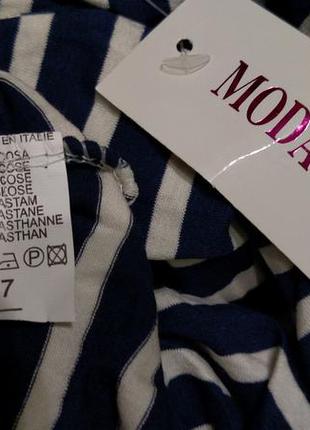 EN ITALIE
COSA
COSE
COSE
KOSE
ASTAM
ASTANE
ASTHANNE
ASTHAN
P
7
MODA